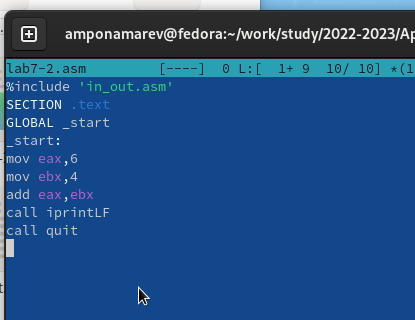 amponamarev@fedora:~/work/study/2022-2023/
lab7-2.asm [----] 0 L:[ 1+ 9 10/ 10] *(1
%include 'in_out.asm'
SECTION .text
GLOBAL _start
_start:
mov eax,6
mov ebx,4
add eax,ebx
call iprintLF
call quit